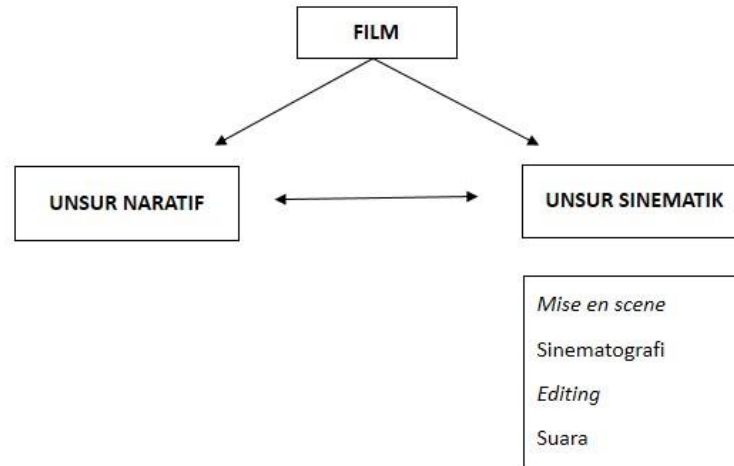 FILM
UNSUR NARATIF
UNSUR SINEMATIK
Mise en scene
Sinematografi
Editing
Suara